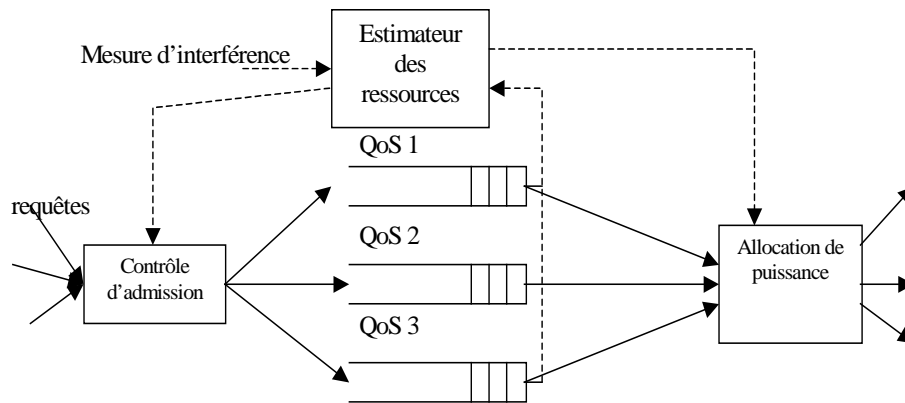 Mesure d'interférence
Estimateur
des
ressources
QoS 1
requêtes
QoS 2
Contrôle
d'admission
Allocation de
puissance
QoS 3